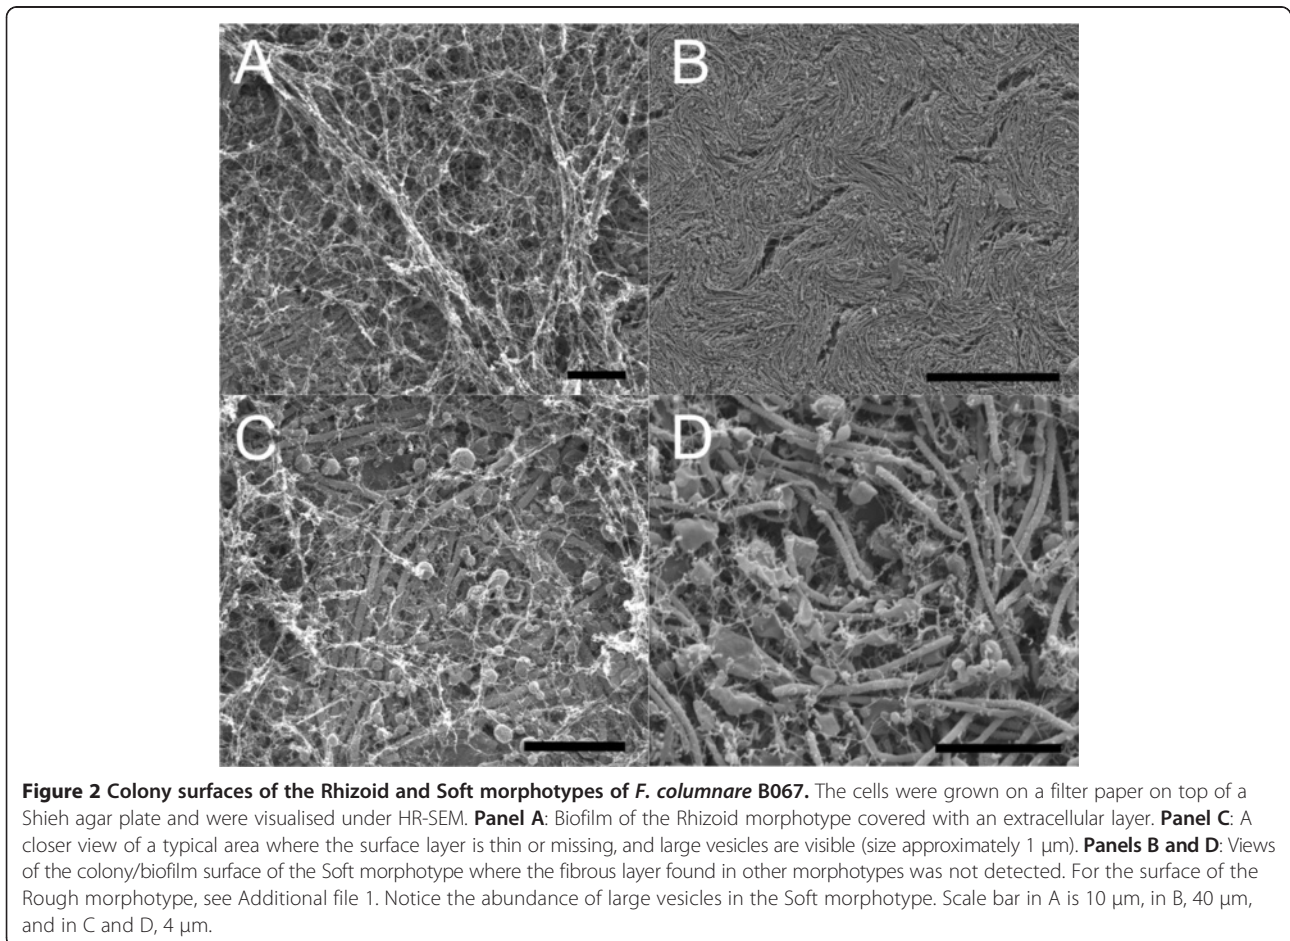 A
B
C
D
Figure 2 Colony surfaces of the Rhizoid and Soft morphotypes of F. columnare B067. The cells were grown on a filter paper on top of a
Shieh agar plate and were visualised under HR-SEM. Panel A: Biofilm of the Rhizoid morphotype covered with an extracellular layer. Panel C: A
closer view of a typical area where the surface layer is thin or missing, and large vesicles are visible (size approximately 1 μm). Panels B and D: Views
of the colony/biofilm surface of the Soft morphotype where the fibrous layer found in other morphotypes was not detected. For the surface of the
Rough morphotype, see Additional file 1. Notice the abundance of large vesicles in the Soft morphotype. Scale bar in A is 10 μm, in B, 40 μm,
and in C and D, 4 μm.